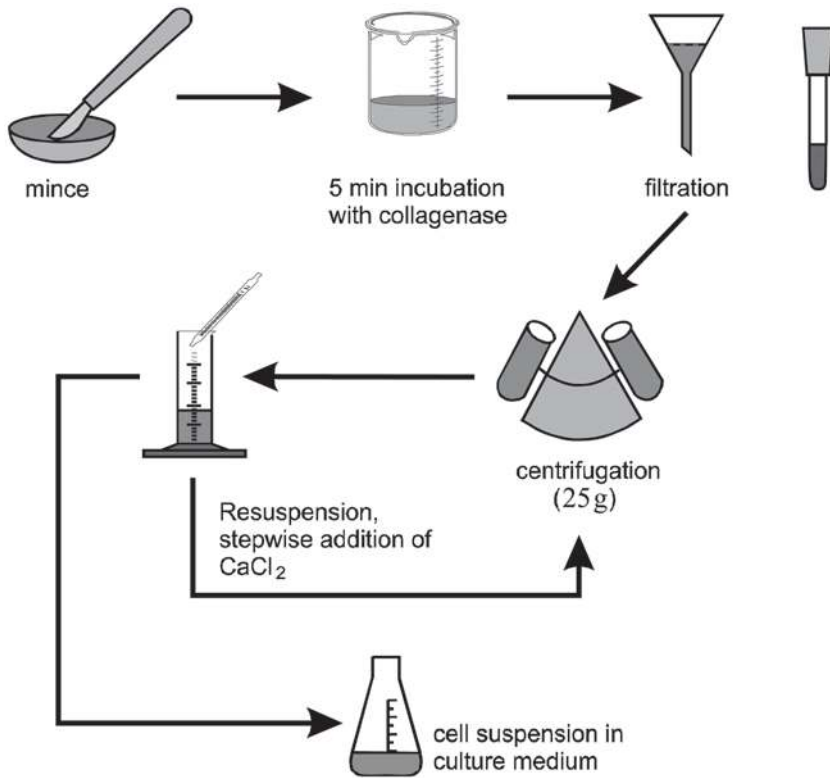 mince
5 min incubation
with collagenase
filtration
centrifugation
(25g)
Resuspension,
stepwise addition of
CaCl₂
cell suspension in
culture medium